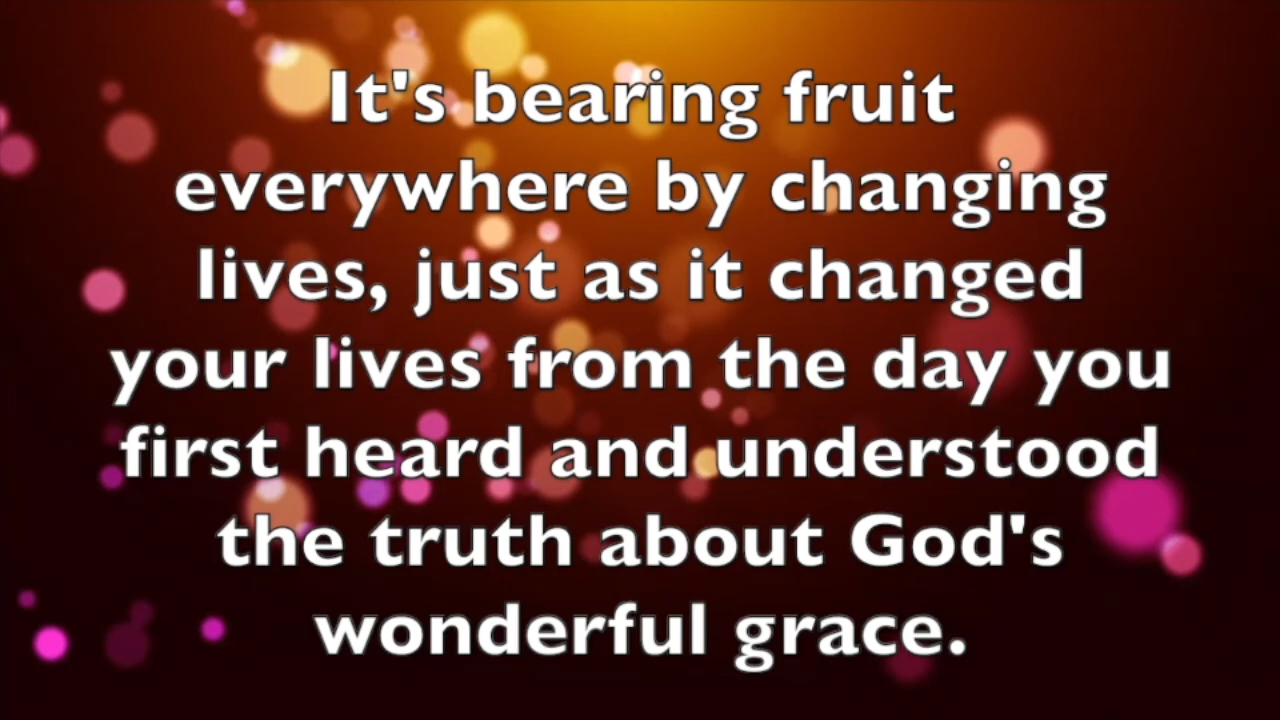 It's bearing fruit
everywhere by changing
lives, just as it changed
your lives from the day you
first heard and understood
the truth about God's
wonderful grace.